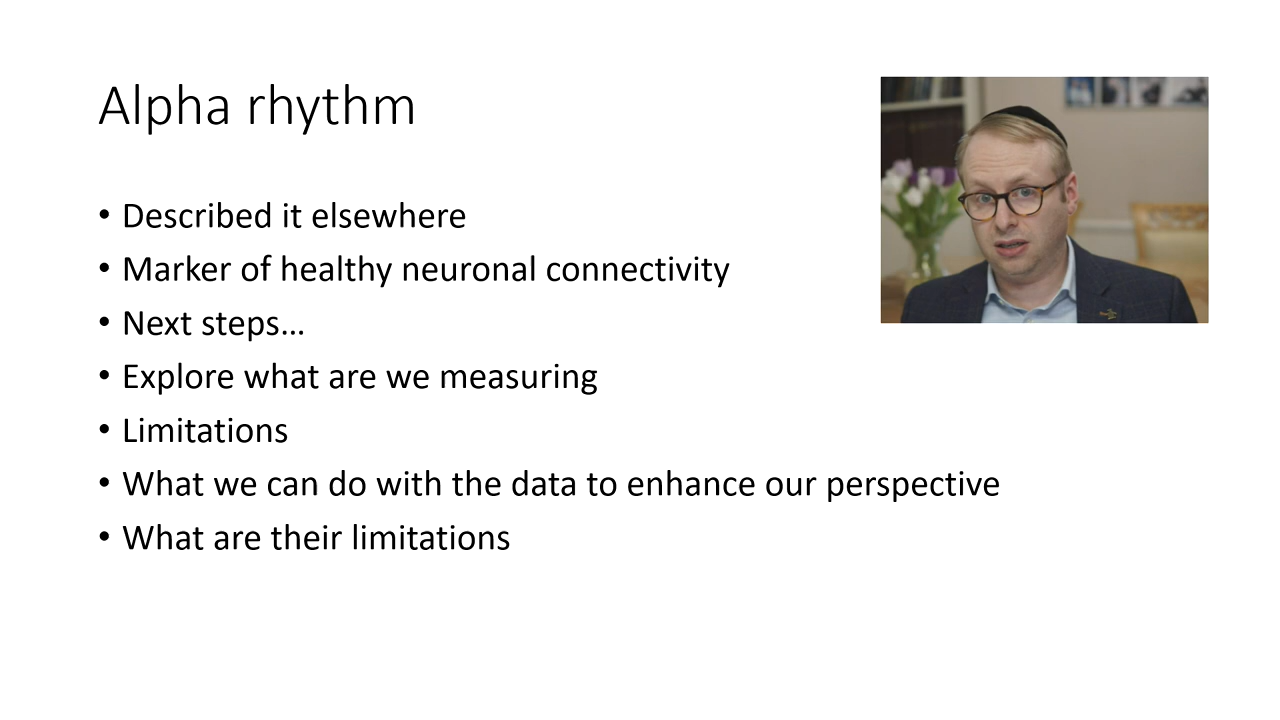 Alpha rhythm
• Described it elsewhere
• Marker of healthy neuronal connectivity
• Next steps…
• Explore what are we measuring
• Limitations
• What we can do with the data to enhance our perspective
• What are their limitations